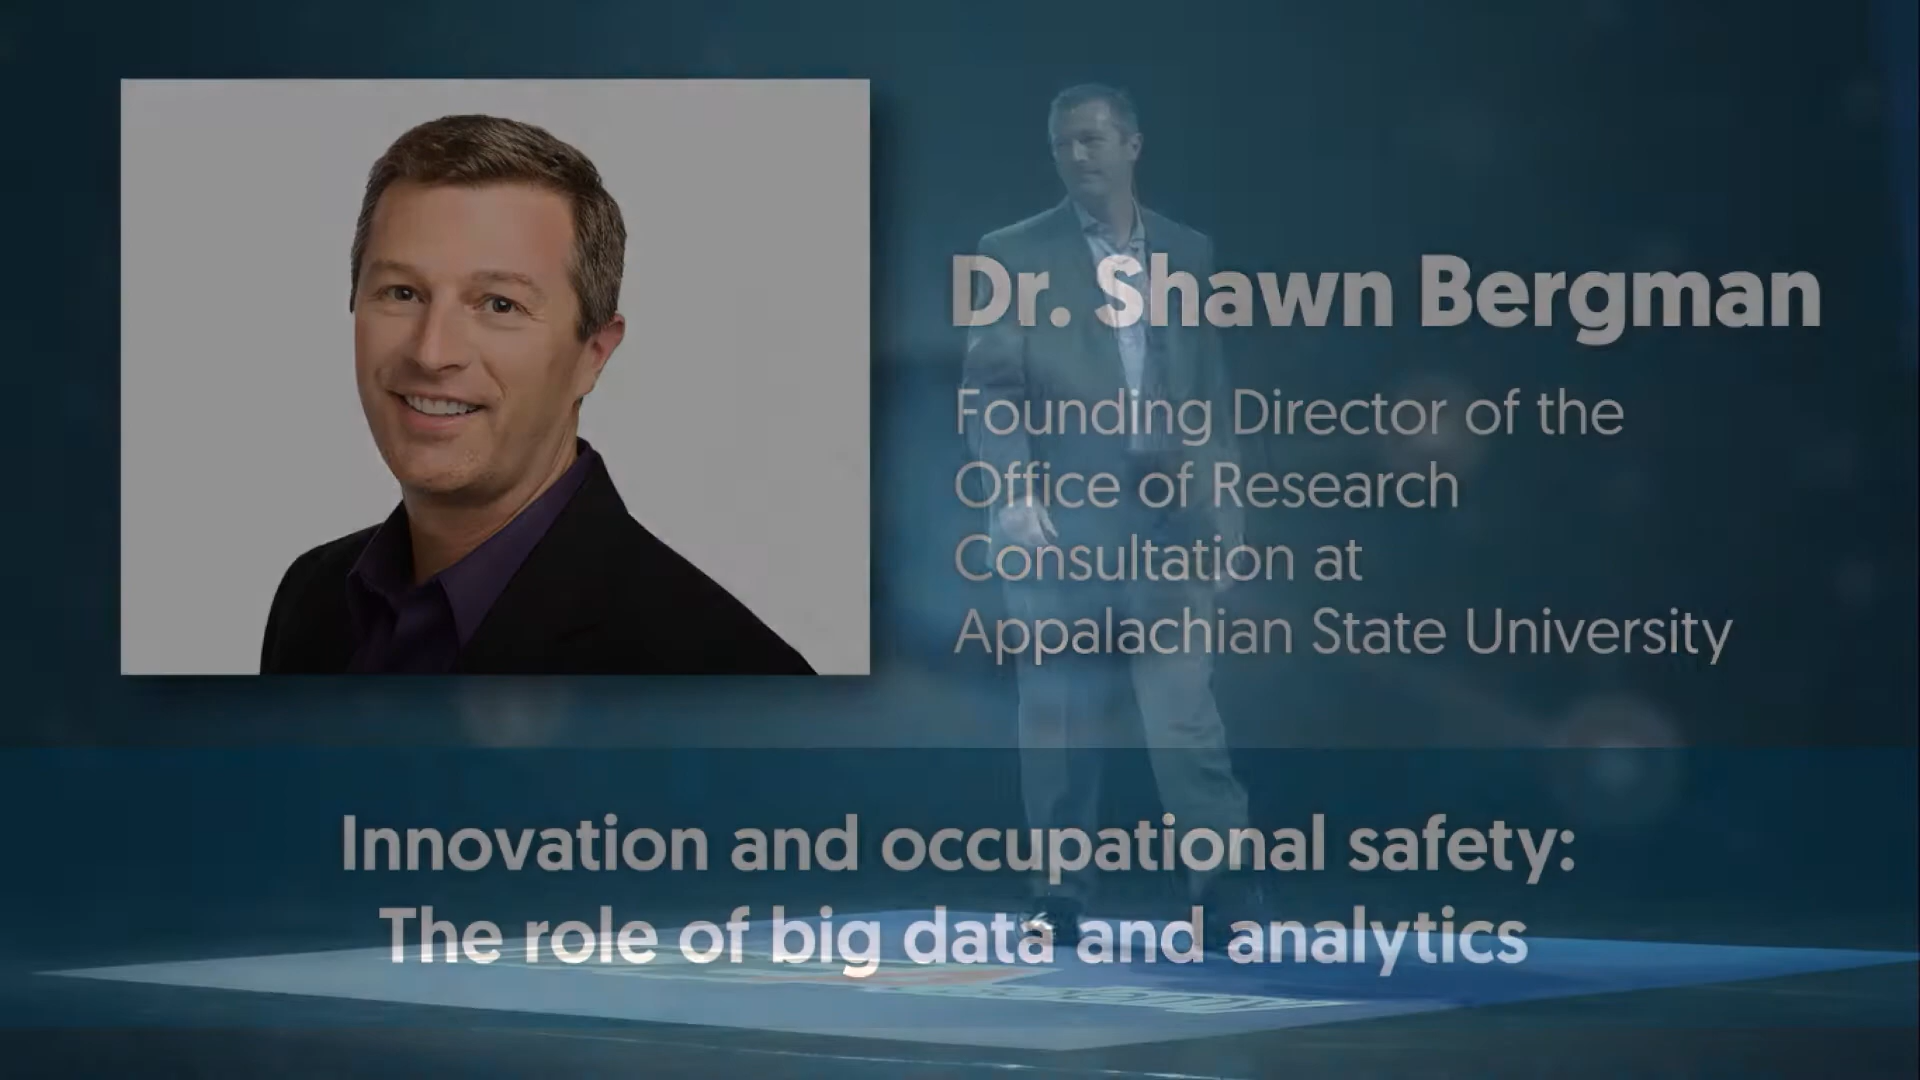 Dr. Shawn Bergman
Founding Director of the
Office of Research
Consultation at
Appalachian State University
Innovation and occupational safety:
The role of big data and analytics